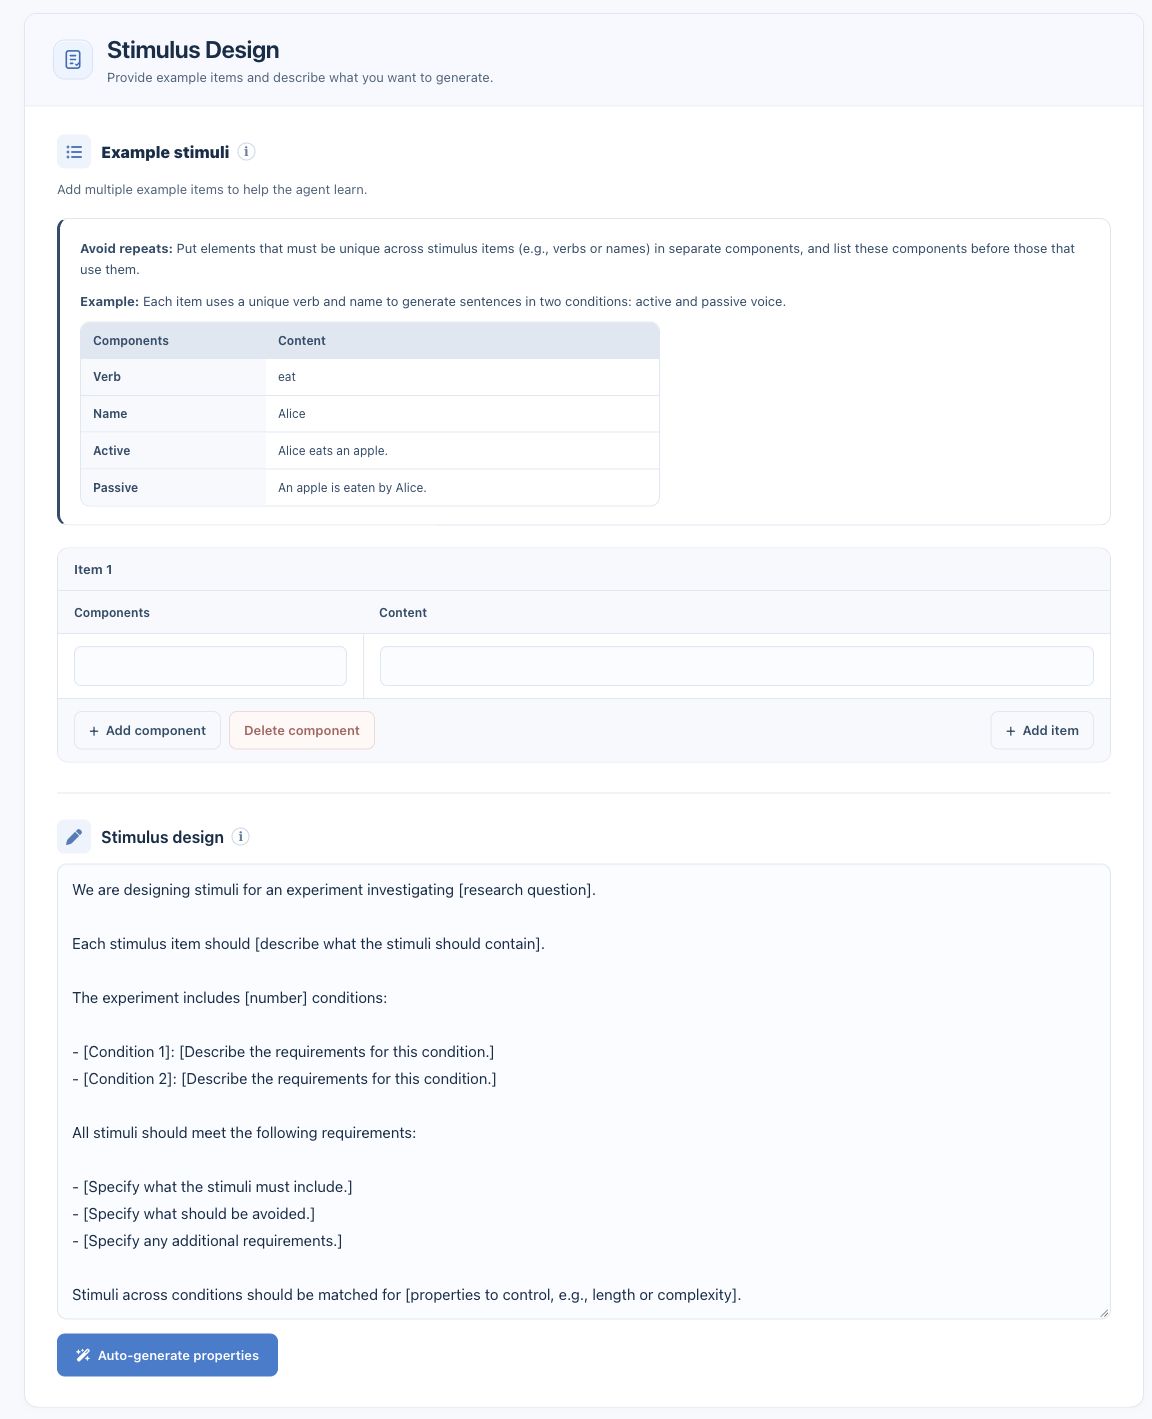 Stimulus Design
Provide example items and describe what you want to generate.
Example stimuli
Add multiple example items to help the agent learn.
Avoid repeats: Put elements that must be unique across stimulus items (e.g., verbs or names) in separate components, and list these components before those that
use them.
Example: Each item uses a unique verb and name to generate sentences in two conditions: active and passive voice.
Components Content
Verb eat
Name Alice
Active Alice eats an apple.
Passive An apple is eaten by Alice.
Item 1
Components Content
+ Add component Delete component + Add item
Stimulus design
We are designing stimuli for an experiment investigating [research question].
Each stimulus item should [describe what the stimuli should contain].
The experiment includes [number] conditions:
- [Condition 1]: [Describe the requirements for this condition.]
- [Condition 2]: [Describe the requirements for this condition.]
All stimuli should meet the following requirements:
- [Specify what the stimuli must include.]
- [Specify what should be avoided.]
- [Specify any additional requirements.]
Stimuli across conditions should be matched for [properties to control, e.g., length or complexity].
Auto-generate properties